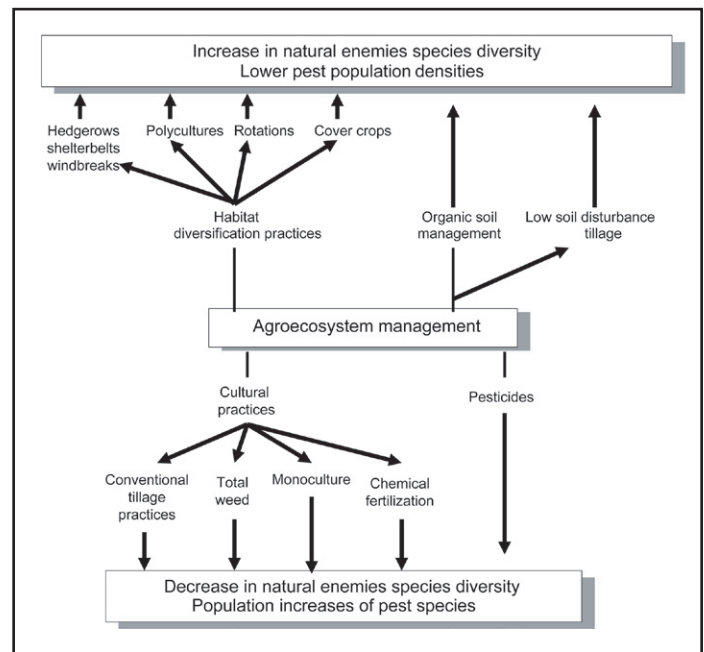 Increase in natural enemies species diversity
Lower pest population densities
Hedgerows
shelterbelts
windbreaks
Polycultures
Rotations
Cover crops
Habitat
diversification practices
Organic soil
management
Low soil disturbance
tillage
Agroecosystem management
Cultural
practices
Pesticides
Conventional
tillage
practices
Total
weed
Monoculture
Chemical
fertilization
Decrease in natural enemies species diversity
Population increases of pest species